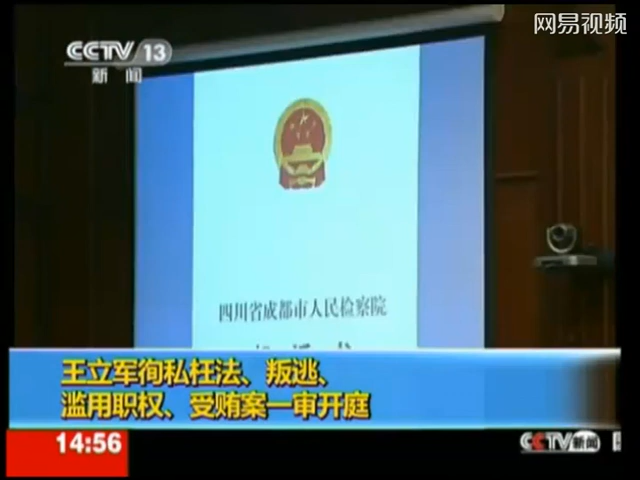 CCTV 13
新闻
网易视频
四川省成都市人民检察院
王立军徇私枉法、叛逃、
滥用职权、受贿案一审开庭
14:56
CCTV新闻